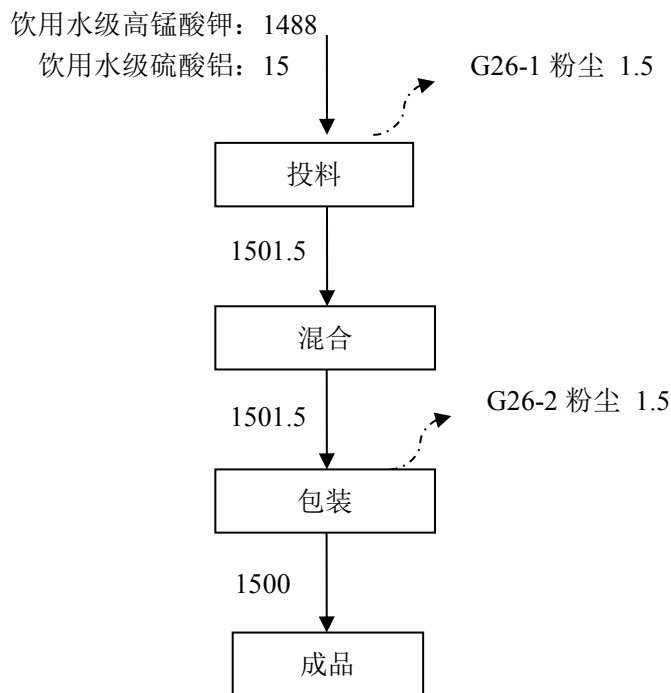 饮用水级高锰酸钾：1488
饮用水级硫酸铝：15
G26-1 粉尘 1.5
投料
1501.5
混合
1501.5
G26-2 粉尘 1.5
包装
1500
成品